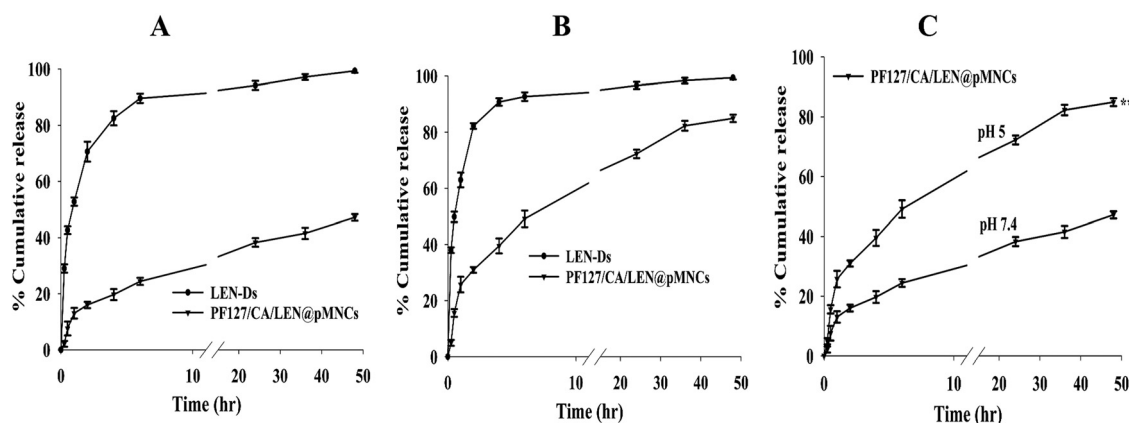 A
% Cumulative release
100
80
60
40
20
0
LEN-Ds
PF127/CA/LEN@pMNCs
0 10 20 30 40 50
Time (hr)
B
% Cumulative release
100
80
60
40
20
0
LEN-Ds
PF127/CA/LEN@pMNCs
0 10 20 30 40 50
Time (hr)
C
% Cumulative release
100
80
60
40
20
0
PF127/CA/LEN@pMNCs
pH 5
pH 7.4
0 10 20 30 40 50
Time (hr)